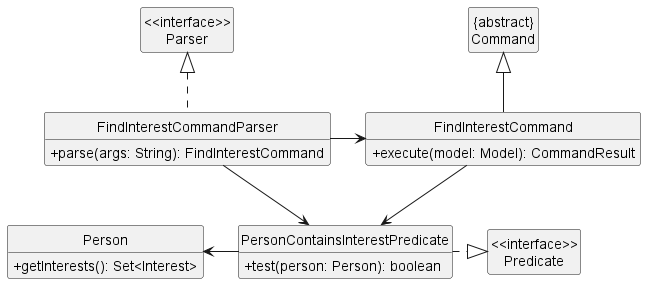 <<interface>>
Parser
{abstract}
Command
FindInterestCommandParser
+parse(args: String): FindInterestCommand
FindInterestCommand
+execute(model: Model): CommandResult
Person
+getInterests(): Set<Interest>
PersonContainsInterestPredicate
+test(person: Person): boolean
<<interface>>
Predicate